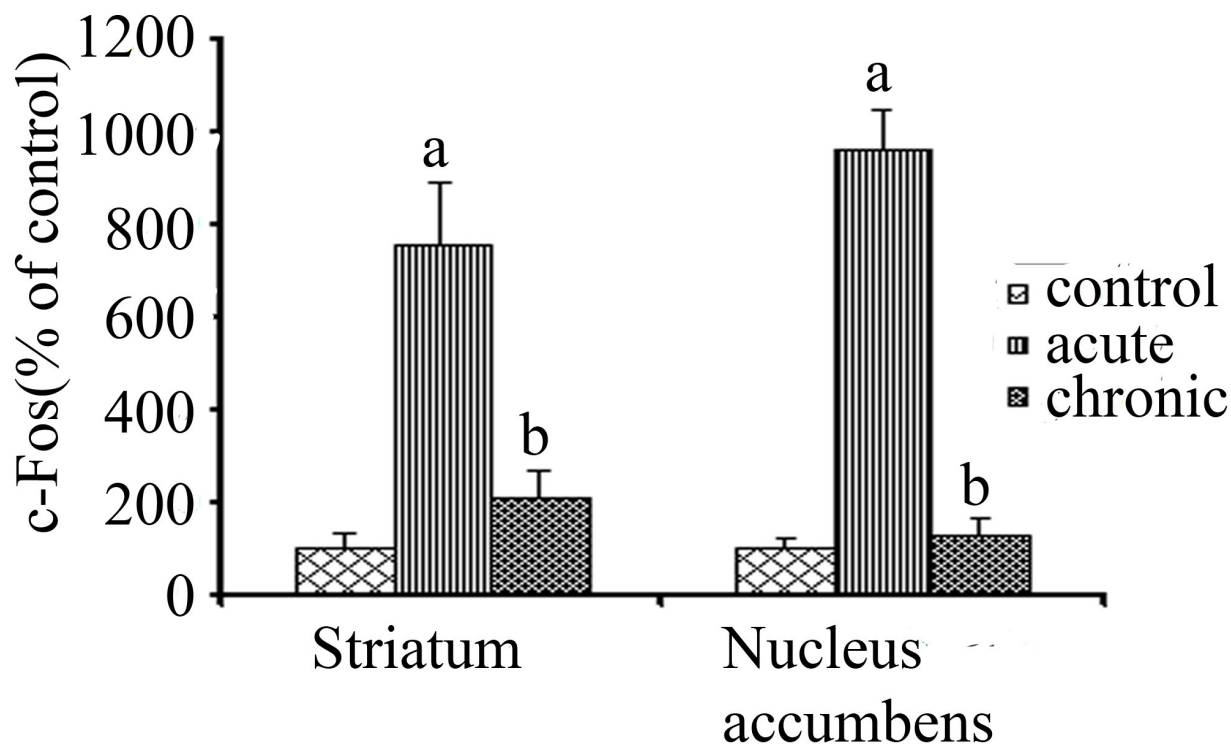 c-Fos(% of control)
1200
1000
800
600
400
200
0
a
b
a
b
control
acute
chronic
Striatum
Nucleus
accumbens